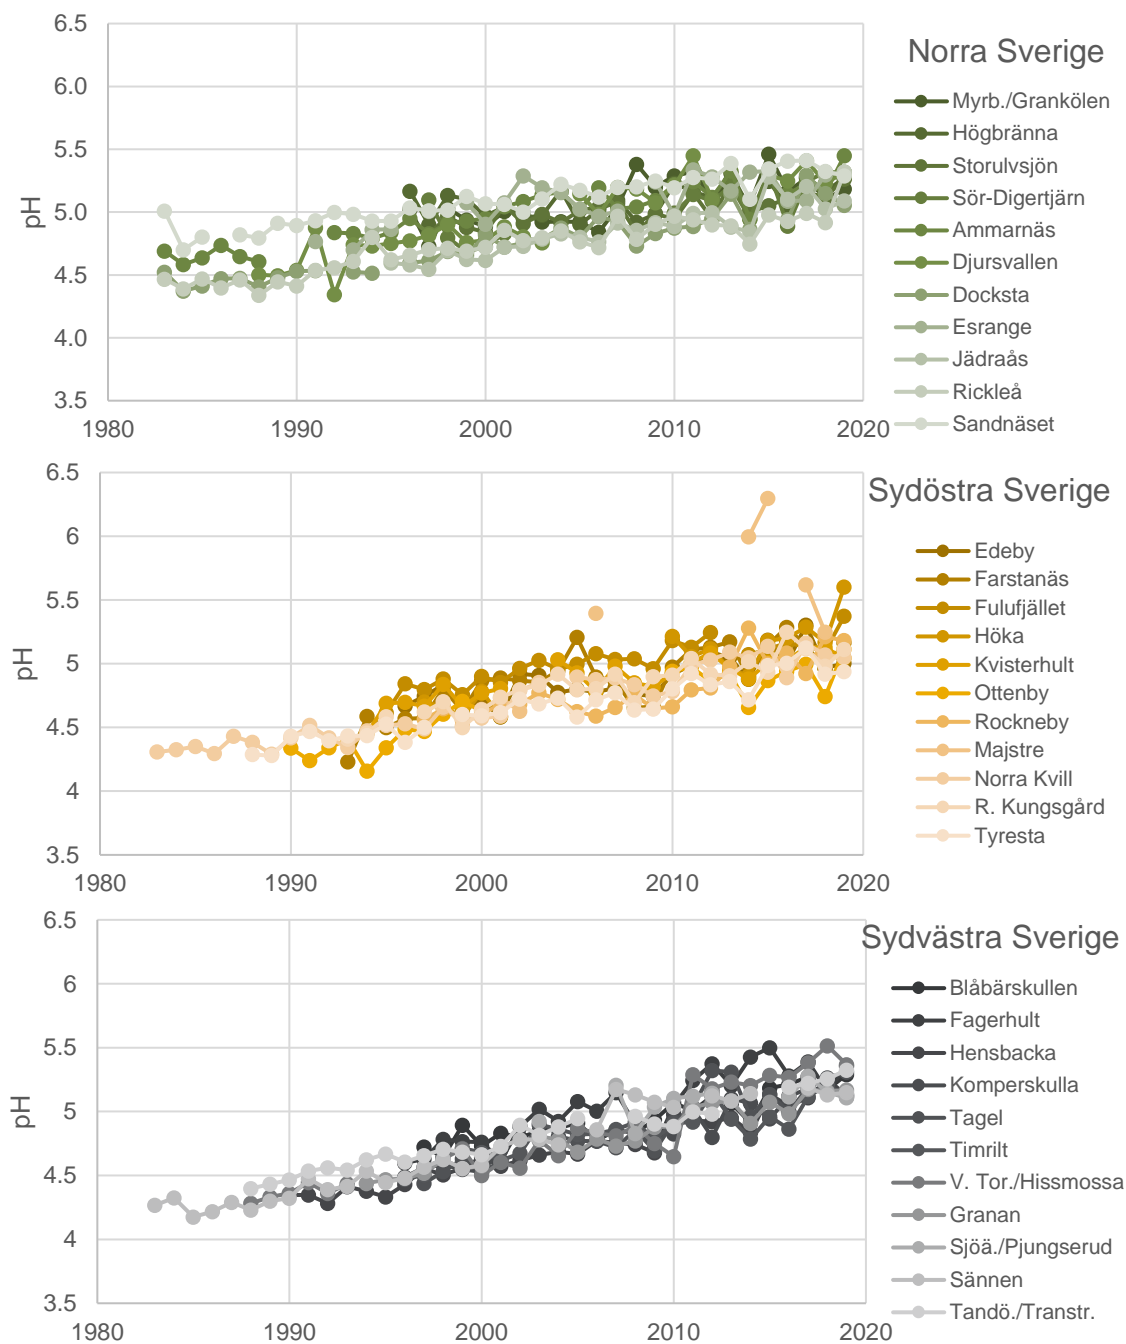 Norra Sverige
pH
6.5
6.0
5.5
5.0
4.5
4.0
3.5
1980 1990 2000 2010 2020
Myrb./Grankölen
Högbränna
Storulvsjön
Sör-Digertjärn
Ammarnäs
Djursvallen
Docksta
Esrange
Jädraås
Rickleå
Sandnäset
Sydöstra Sverige
pH
6.5
6
5.5
5
4.5
4
3.5
1980 1990 2000 2010 2020
Edeby
Farstanäs
Fulufjället
Höka
Kvisterhult
Ottenby
Rockneby
Majstre
Norra Kvill
R. Kungsgård
Tyresta
Sydvästra Sverige
pH
6.5
6
5.5
5
4.5
4
3.5
1980 1990 2000 2010 2020
Blåbärskullen
Fagerhult
Hensbacka
Komperskulla
Tagel
Timrilt
V. Tor./Hissmossa
Granan
Sjöä./Pjungserud
Sännen
Tandö./Transtr.